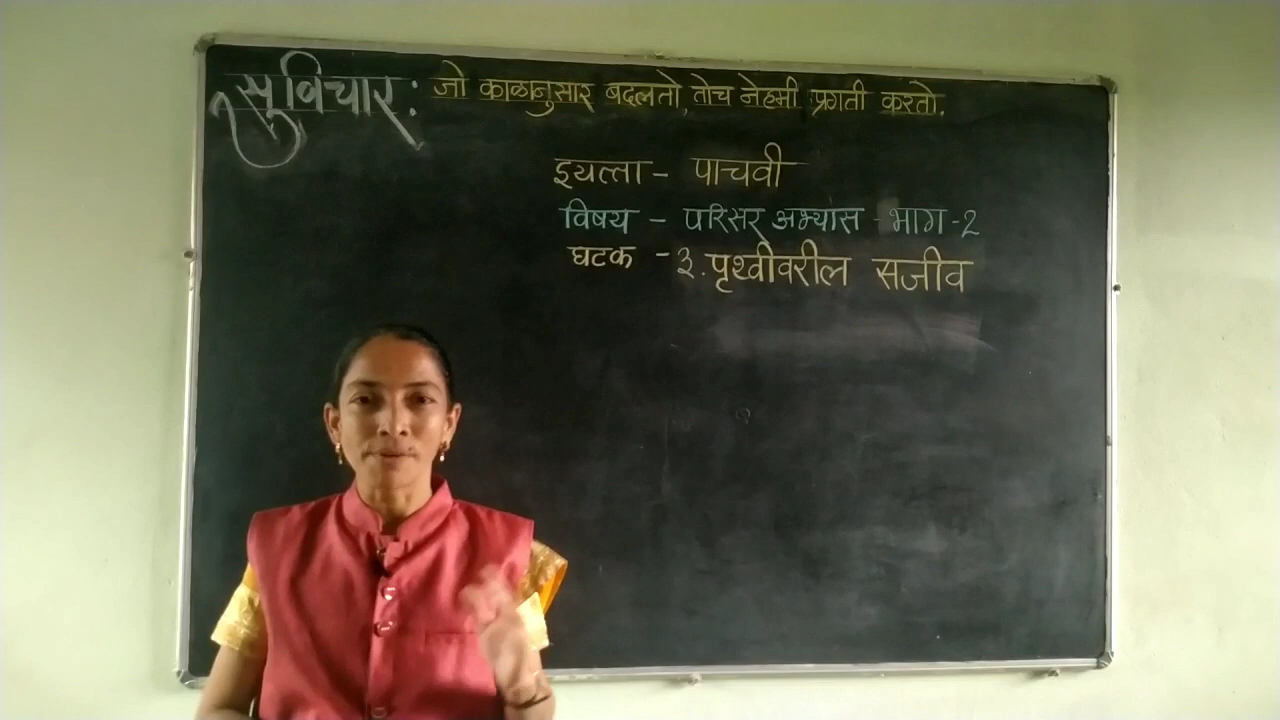 सुविचार: जो काळानुसार बदलतो, तोच नेहमी प्रगती करतो.
इयत्ता - पाचवी
विषय - परिसर अभ्यास - भाग-2
घटक - ३. पृथ्वीवरील सजीव